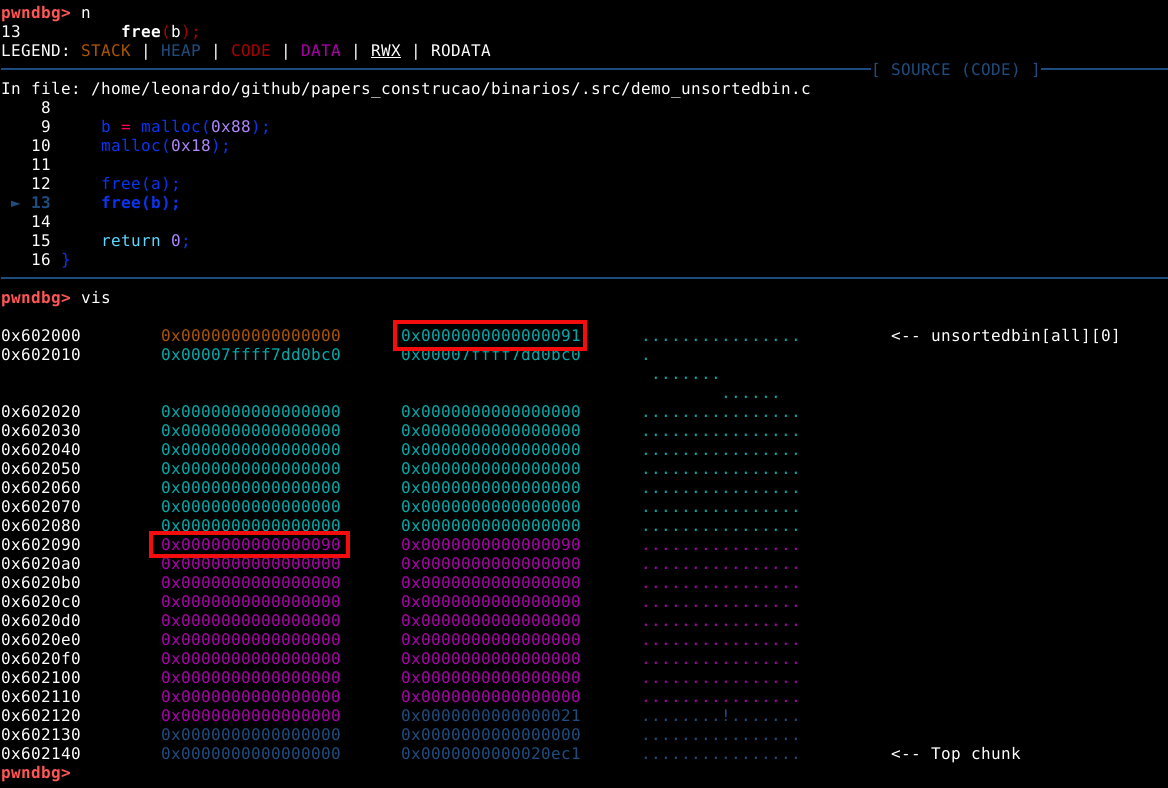 pwndbg> n
13          free(b);
LEGEND: STACK | HEAP | CODE | DATA | RWX | RODATA
[ SOURCE (CODE) ]
In file: /home/leonardo/github/papers_construcao/binarios/.src/demo_unsortedbin.c
8
9     b = malloc(0x88);
10     malloc(0x18);
11
12     free(a);
► 13     free(b);
14
15     return 0;
16 }
pwndbg> vis
0x602000 0x0000000000000000 0x0000000000000091 ................ <-- unsortedbin[all][0]
0x602010 0x00007ffff7dd0bc0 0x00007ffff7dd0bc0 .
.......
......
0x602020 0x0000000000000000 0x0000000000000000 ................
0x602030 0x0000000000000000 0x0000000000000000 ................
0x602040 0x0000000000000000 0x0000000000000000 ................
0x602050 0x0000000000000000 0x0000000000000000 ................
0x602060 0x0000000000000000 0x0000000000000000 ................
0x602070 0x0000000000000000 0x0000000000000000 ................
0x602080 0x0000000000000000 0x0000000000000000 ................
0x602090 0x0000000000000090 0x0000000000000090 ................
0x6020a0 0x0000000000000000 0x0000000000000000 ................
0x6020b0 0x0000000000000000 0x0000000000000000 ................
0x6020c0 0x0000000000000000 0x0000000000000000 ................
0x6020d0 0x0000000000000000 0x0000000000000000 ................
0x6020e0 0x0000000000000000 0x0000000000000000 ................
0x6020f0 0x0000000000000000 0x0000000000000000 ................
0x602100 0x0000000000000000 0x0000000000000000 ................
0x602110 0x0000000000000000 0x0000000000000000 ................
0x602120 0x0000000000000000 0x0000000000000021 ........!.......
0x602130 0x0000000000000000 0x0000000000000000 ................
0x602140 0x0000000000000000 0x0000000000020ec1 ................ <-- Top chunk
pwndbg>